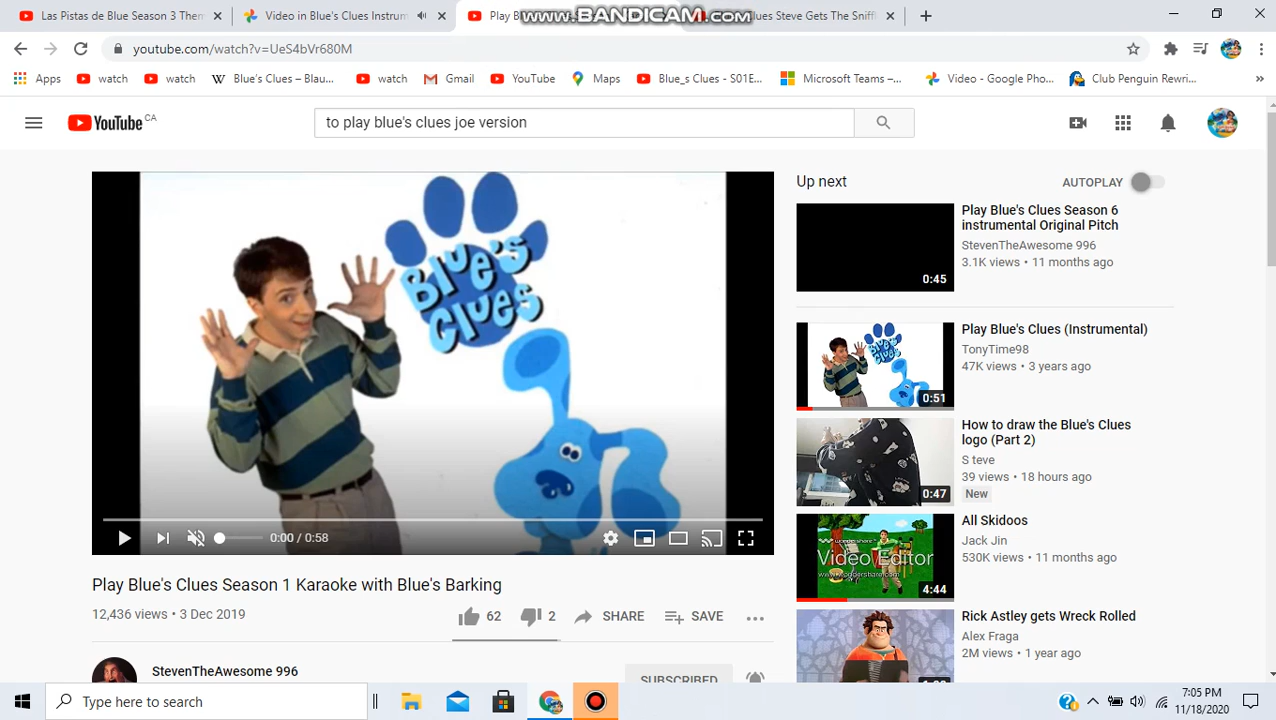 Las Pistas de Blue Season 3 Them
Video in Blue's Clues Instrum
Play Bl
www.BANDICAM.com
lues Steve Gets The Sniffl
youtube.com/watch?v=UeS4bVr680M
Apps
watch
watch
Blue's Clues – Blau...
watch
Gmail
YouTube
Maps
Blue_s Clues - S01E...
Microsoft Teams –...
Video - Google Pho...
Club Penguin Rewri...
YouTube CA
to play blue's clues joe version
BLUE'S
CLUES
0:00 / 0:58
Play Blue's Clues Season 1 Karaoke with Blue's Barking
12,436 views • 3 Dec 2019
62
2
SHARE
SAVE
StevenTheAwesome 996
SUBSCRIBED
Up next
AUTOPLAY
0:45
Play Blue's Clues Season 6
instrumental Original Pitch
StevenTheAwesome 996
3.1K views • 11 months ago
BLUE'S
CLUES
0:51
Play Blue's Clues (Instrumental)
TonyTime98
47K views • 3 years ago
0:47
How to draw the Blue's Clues
logo (Part 2)
S teve
39 views • 18 hours ago
New
Video Editor
4:44
All Skidoos
Jack Jin
530K views • 11 months ago
Rick Astley gets Wreck Rolled
Alex Fraga
2M views • 1 year ago
Type here to search
7:05 PM
11/18/2020